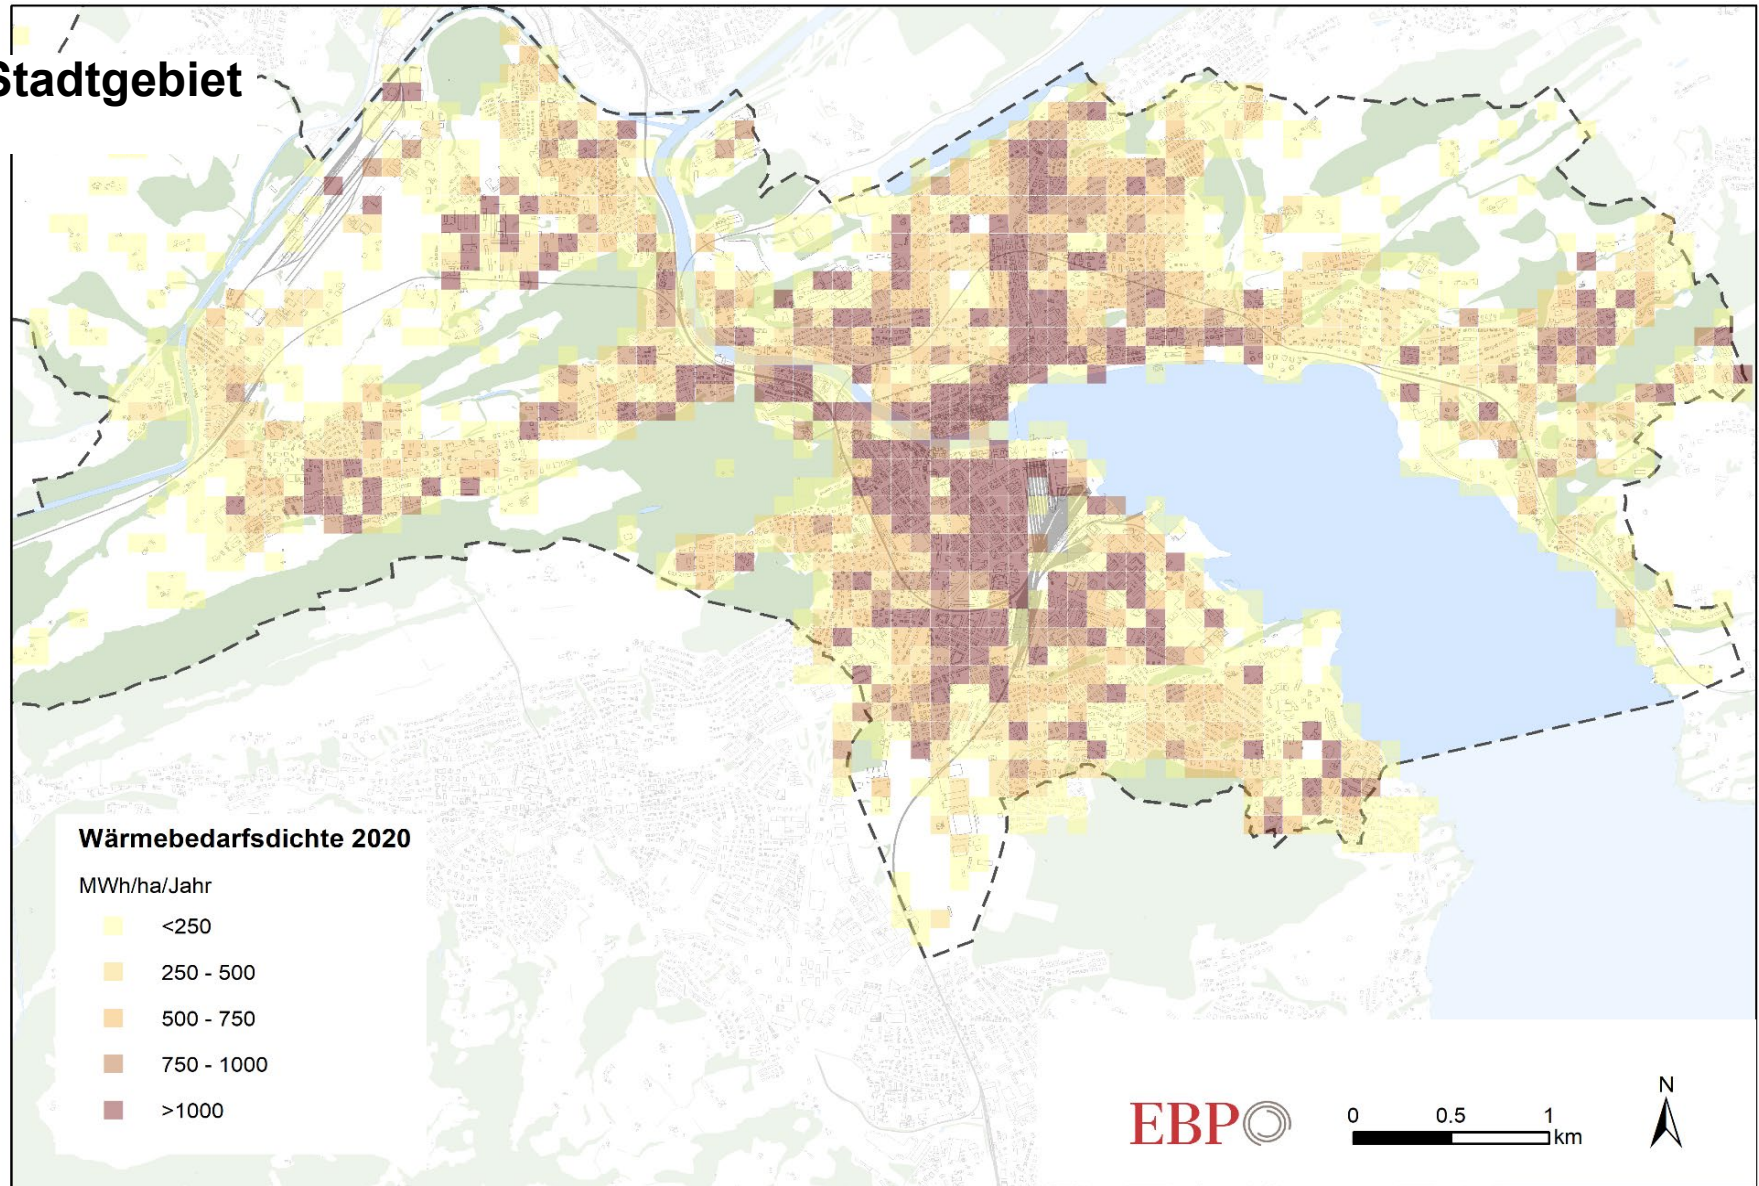 Stadtgebiet
Wärmebedarfsdichte 2020
MWh/ha/Jahr
<250
250 - 500
500 - 750
750 - 1000
>1000
EBP
0 0.5 1
km
N